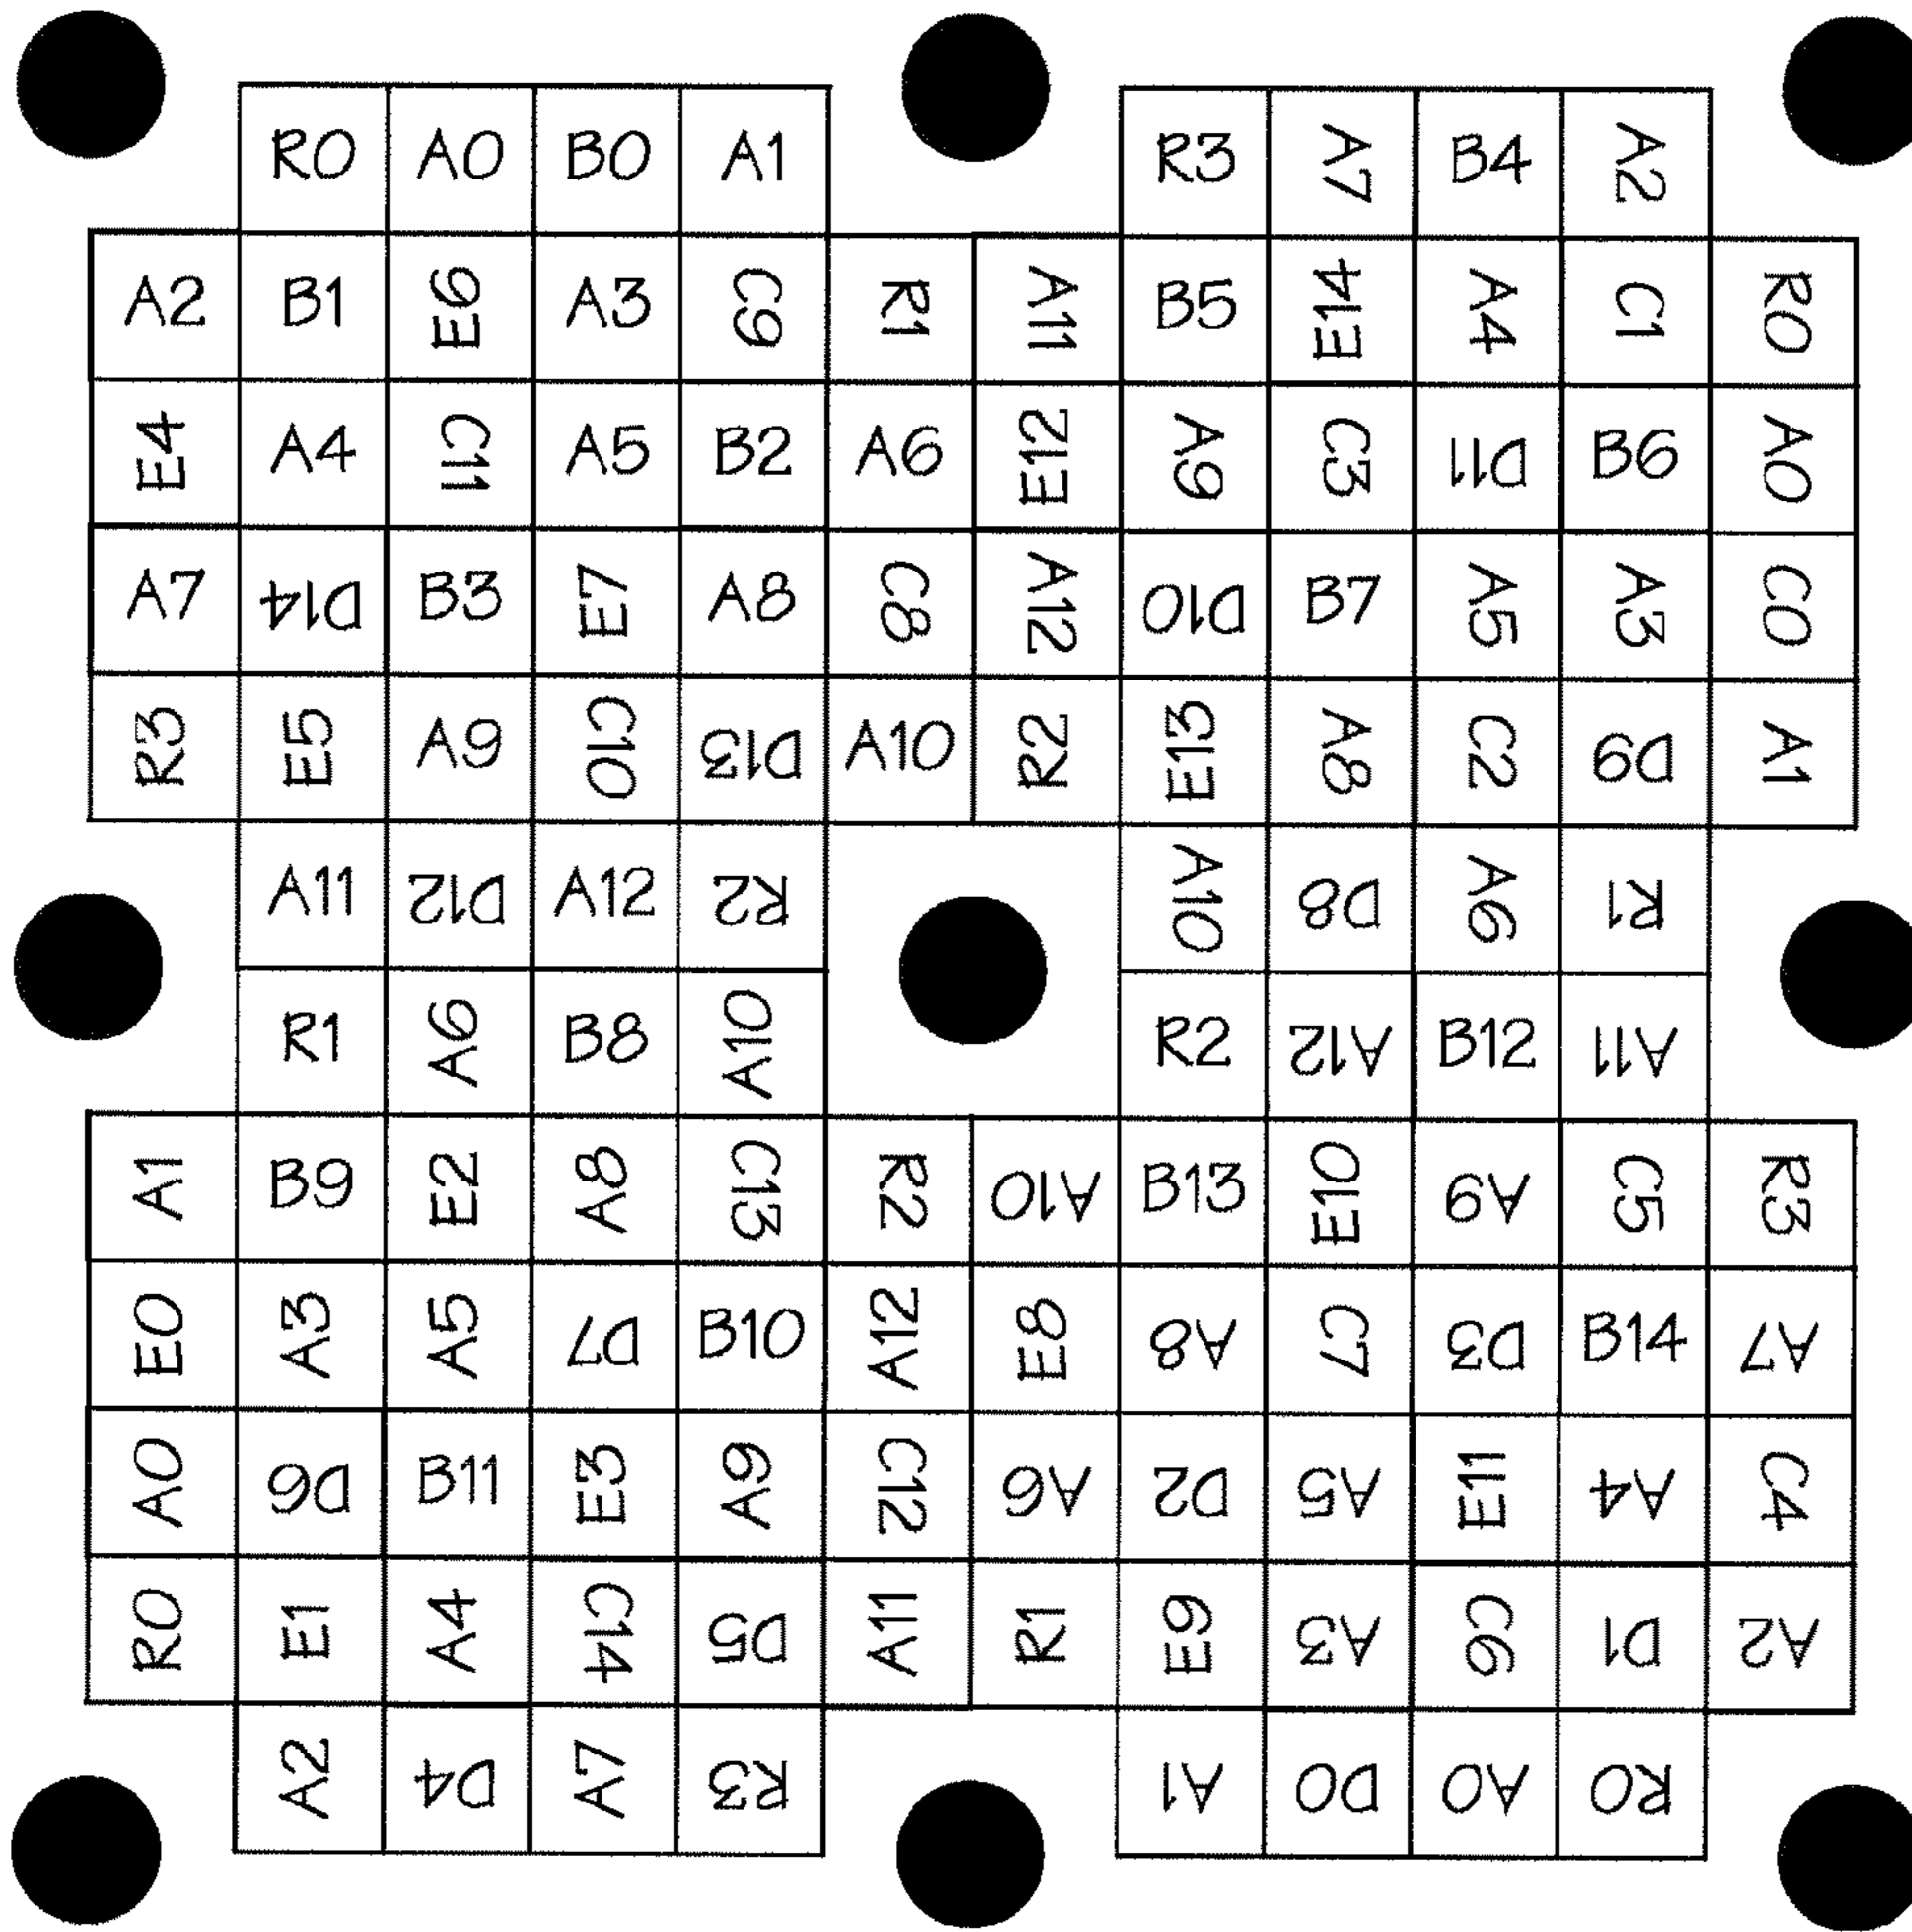 R0 A0 B0 A1 R3 A7 B4 A2
A2 B1 E6 A3 C9 R1 A11 B5 E14 A4 C1 R0
E4 A4 C11 A5 B2 A6 E12 A9 C3 D11 B6 A0
A7 D14 B3 E7 A8 C8 A12 D10 B7 A5 A3 C0
R3 E5 A9 C10 D13 A10 R2 E13 A8 C2 D9 A1
A11 D12 A12 R2 A10 D8 A6 R1
R1 A6 B8 A10 R2 A12 B12 A11
A1 B9 E2 A8 C13 R2 A10 B13 E10 A9 C5 R3
E0 A3 A5 D7 B10 A12 E8 A8 C7 D3 B14 A7
A0 D6 B11 E3 A9 C12 A6 D2 A5 E11 A4 C4
R0 E1 A4 C14 D5 A11 R1 E9 A3 C6 D1 A2
A2 D4 A7 R3 A1 D0 A0 R0